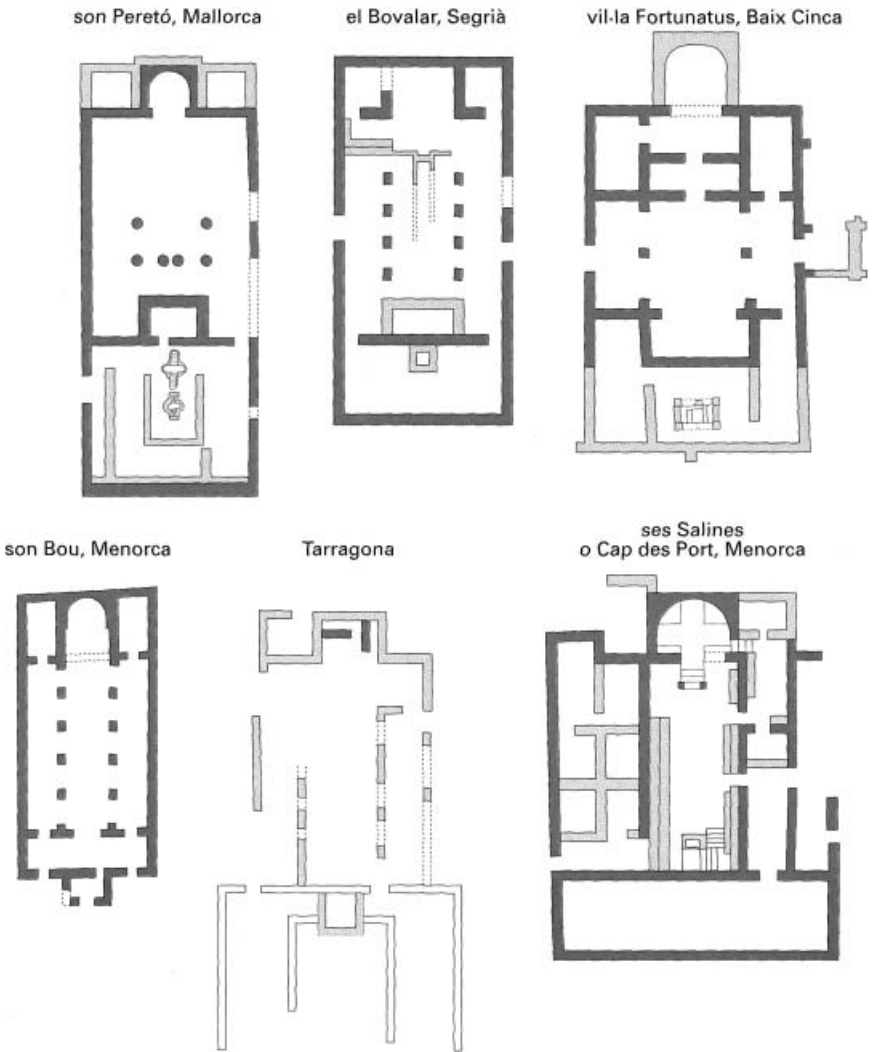 son Peretó, Mallorca
el Bovalar, Segrià
vil·la Fortunatus, Baix Cinca
son Bou, Menorca
Tarragona
ses Salines
o Cap des Port, Menorca